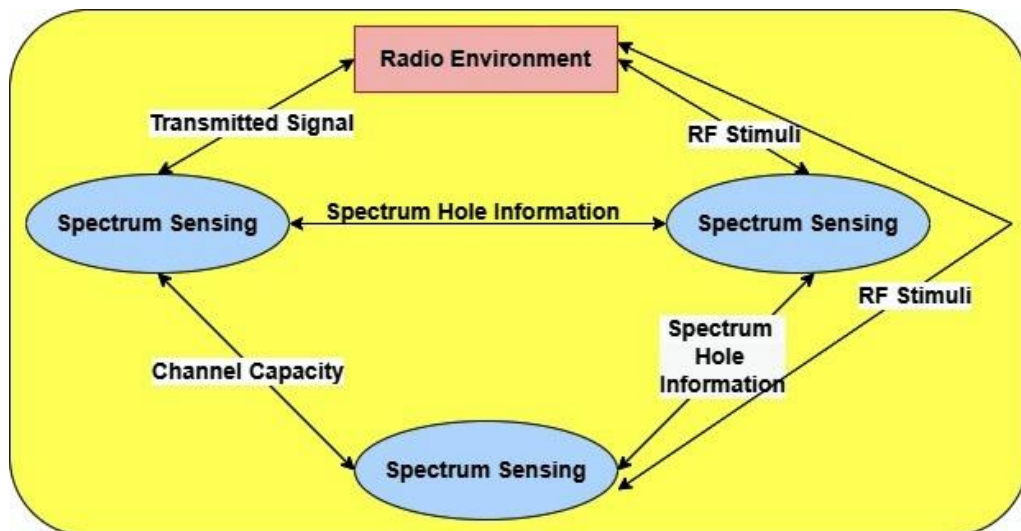 Radio Environment
Transmitted Signal
RF Stimuli
Spectrum Sensing
Spectrum Hole Information
Spectrum Sensing
RF Stimuli
Spectrum
Hole
Information
Channel Capacity
Spectrum Sensing